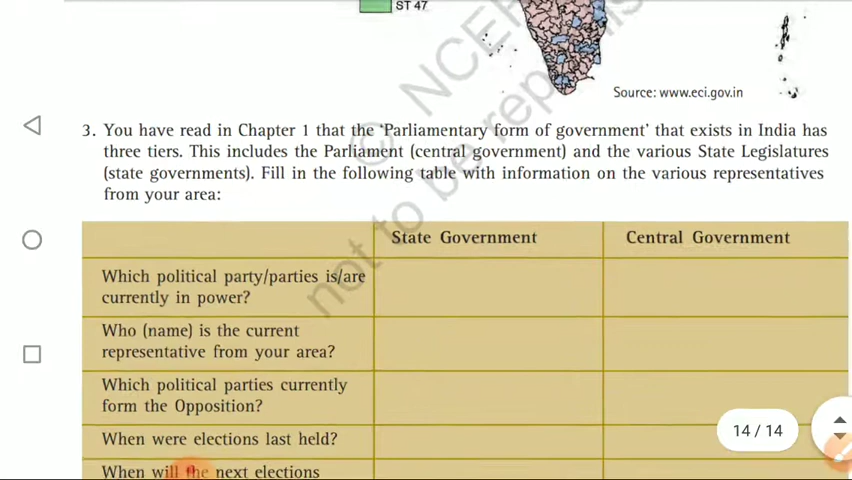 ST 47
Source: www.eci.gov.in
3. You have read in Chapter 1 that the ‘Parliamentary form of government’ that exists in India has
three tiers. This includes the Parliament (central government) and the various State Legislatures
(state governments). Fill in the following table with information on the various representatives
from your area:
State Government Central Government
Which political party/parties is/are
currently in power?
Who (name) is the current
representative from your area?
Which political parties currently
form the Opposition?
When were elections last held?
When will the next elections
14 / 14
© NCER
not to be repu